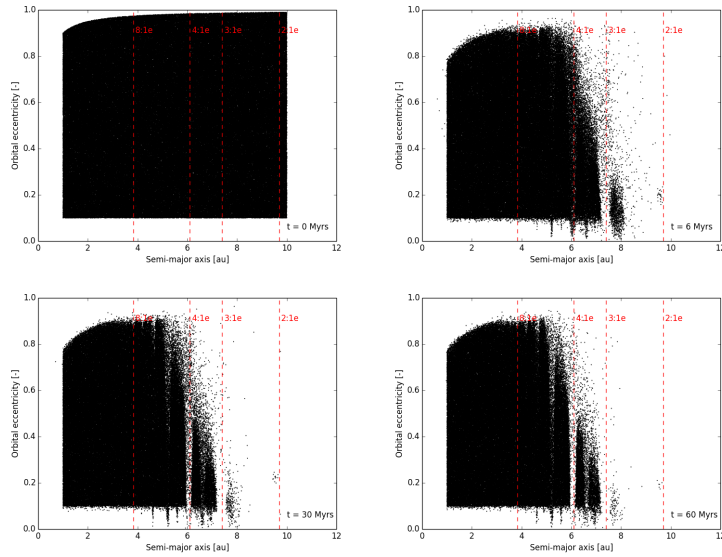 1.0
0.8
0.6
0.4
0.2
0.0
Orbital eccentricity [-]
8:1e 4:1e 3:1e 2:1e
t = 0 Myrs
0 2 4 6 8 10 12
Semi-major axis [au]
1.0
0.8
0.6
0.4
0.2
0.0
Orbital eccentricity [-]
8:1e 4:1e 3:1e 2:1e
t = 6 Myrs
0 2 4 6 8 10 12
Semi-major axis [au]
1.0
0.8
0.6
0.4
0.2
0.0
Orbital eccentricity [-]
8:1e 4:1e 3:1e 2:1e
t = 30 Myrs
0 2 4 6 8 10 12
Semi-major axis [au]
1.0
0.8
0.6
0.4
0.2
0.0
Orbital eccentricity [-]
8:1e 4:1e 3:1e 2:1e
t = 60 Myrs
0 2 4 6 8 10 12
Semi-major axis [au]